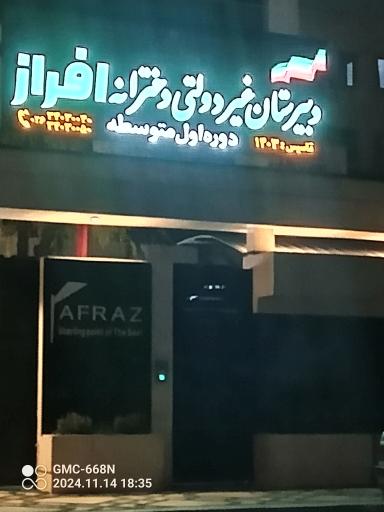 دبیرستان غیردولتی دخترانه افراز
دوره اول متوسطه
تاسیس: ۱۴۰۲
AFRAZ
Starting point of The Best
GMC-668N
2024.11.14 18:35